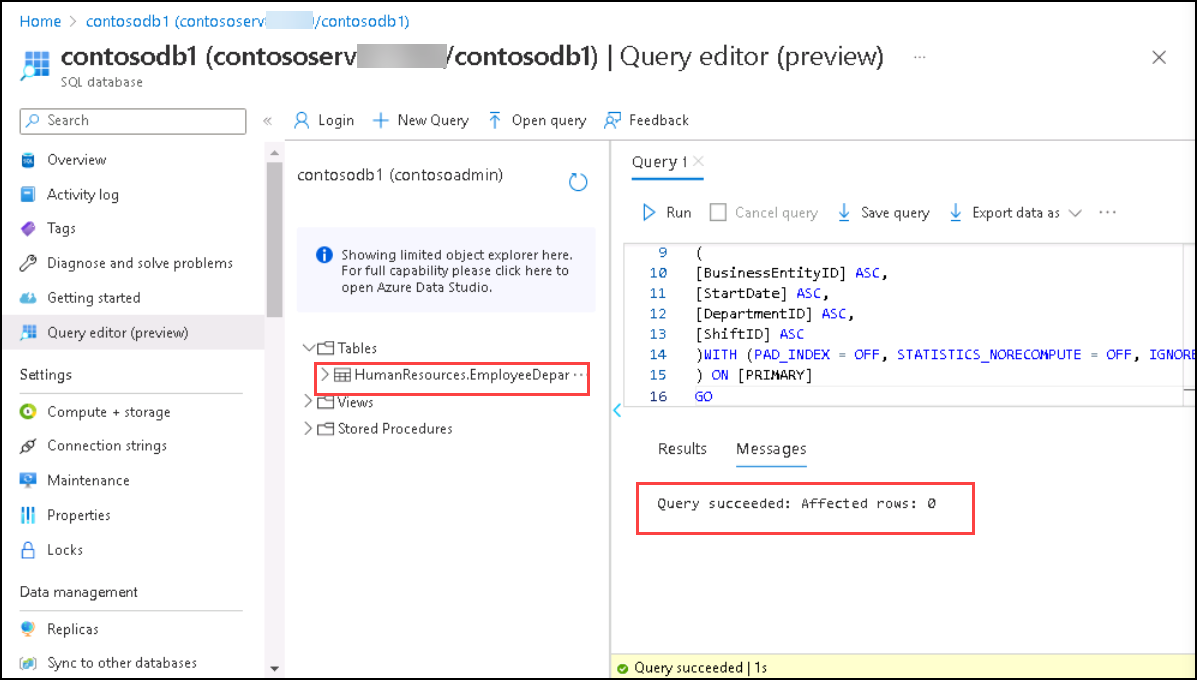 Home > contosodb1 (contososerv /contosodb1)
contosodb1 (contososerv /contosodb1) | Query editor (preview) ...
SQL database
Search
«
Login
New Query
Open query
Feedback
Overview
Activity log
Tags
Diagnose and solve problems
Getting started
Query editor (preview)
Settings
Compute + storage
Connection strings
Maintenance
Properties
Locks
Data management
Replicas
Sync to other databases
contosodb1 (contosoadmin)
Showing limited object explorer here.
For full capability please click here to
open Azure Data Studio.
Tables
HumanResources.EmployeeDepar ...
Views
Stored Procedures
Query 1
Run
Cancel query
Save query
Export data as
...
9 (
10 [BusinessEntityID] ASC,
11 [StartDate] ASC,
12 [DepartmentID] ASC,
13 [ShiftID] ASC
14 )WITH (PAD_INDEX = OFF, STATISTICS_NORECOMPUTE = OFF, IGNORE
15 ) ON [PRIMARY]
16 GO
Results
Messages
Query succeeded: Affected rows: 0
Query succeeded | 1s